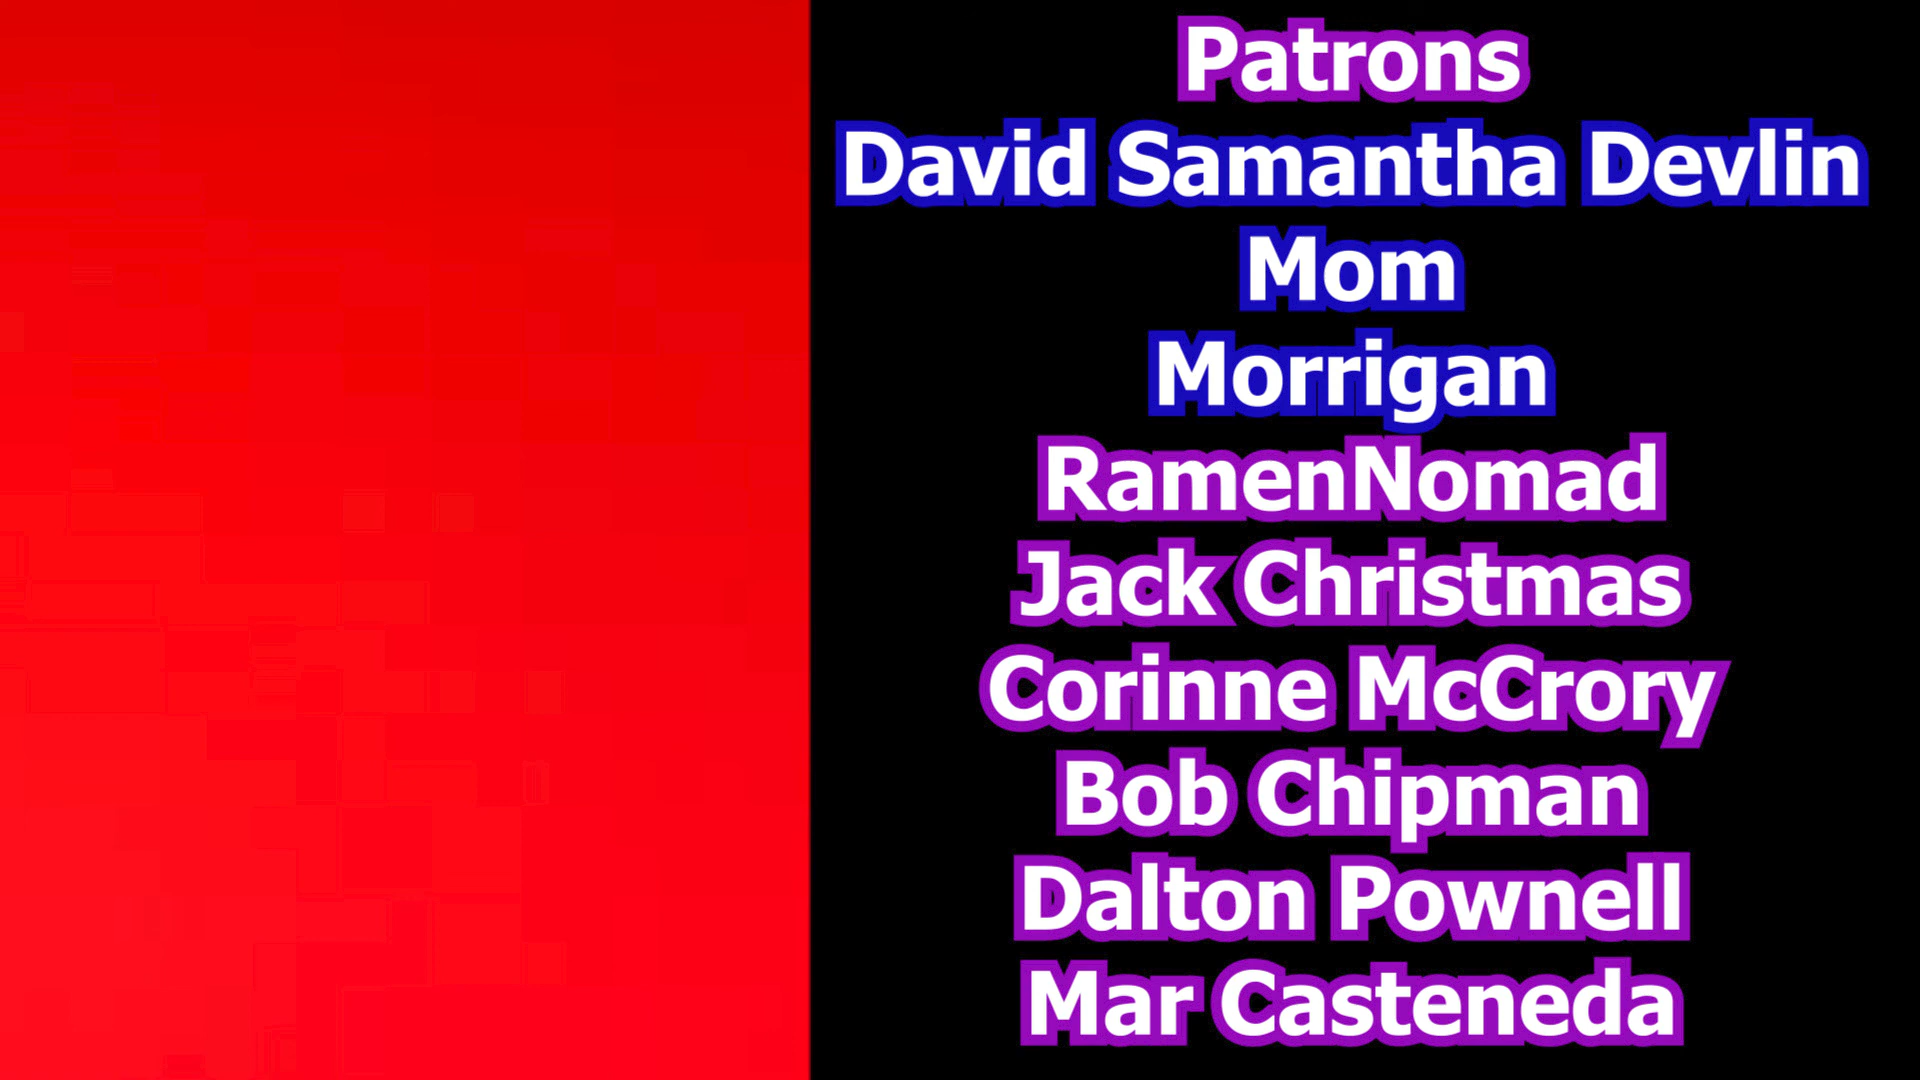 Patrons
David Samantha Devlin
Mom
Morrigan
RamenNomad
Jack Christmas
Corinne McCrory
Bob Chipman
Dalton Pownell
Mar Casteneda